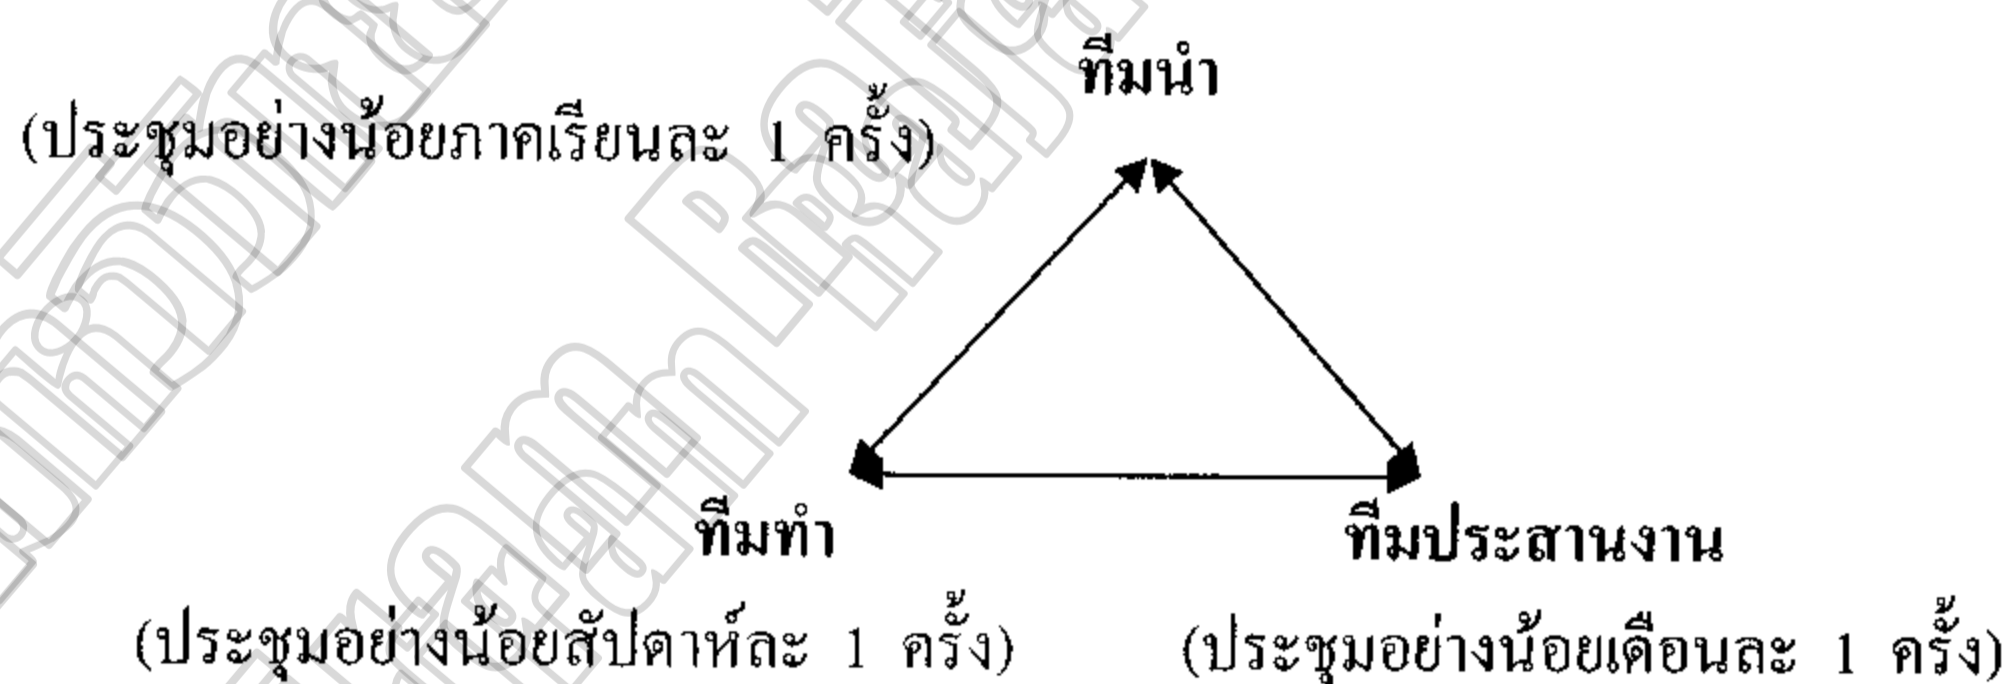 ทีมนำ
(ประชุมอย่างน้อยภาคเรียนละ 1 ครั้ง)
ทีมทำ ทีมประสานงาน
(ประชุมอย่างน้อยสัปดาห์ละ 1 ครั้ง) (ประชุมอย่างน้อยเดือนละ 1 ครั้ง)